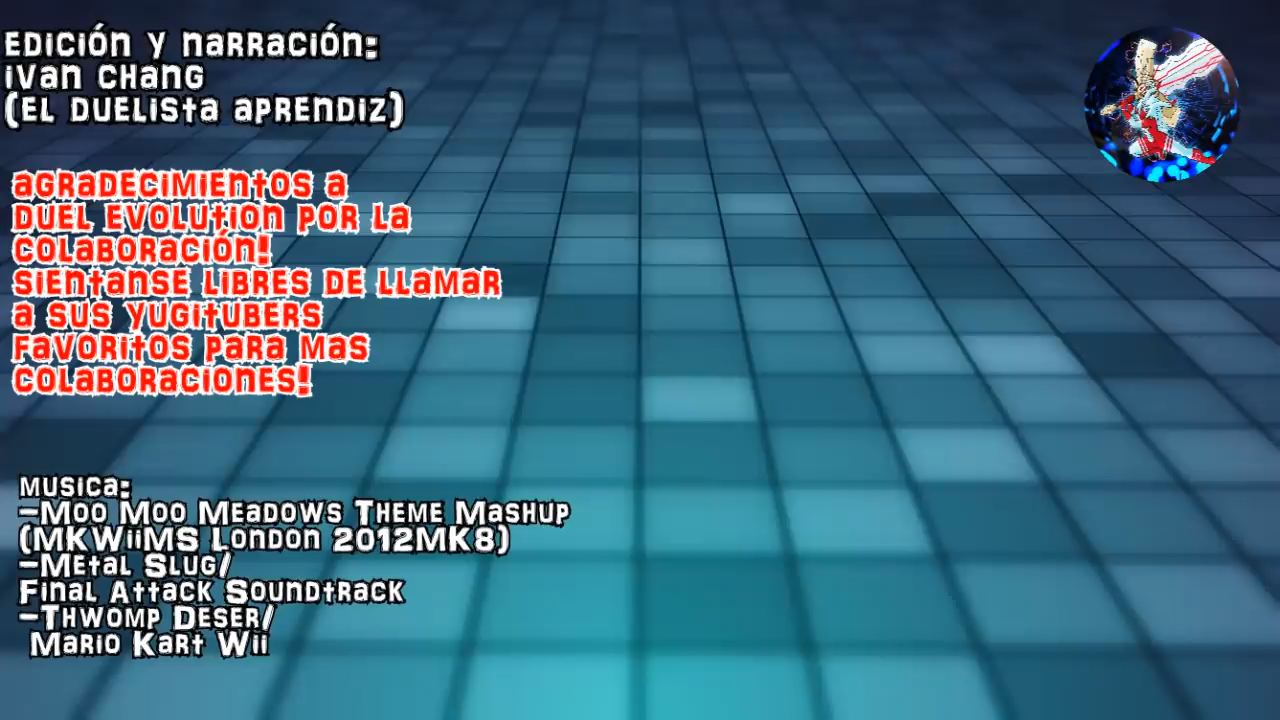 Edición y narración:
Ivan Chang
(El Duelista Aprendiz)
Agradecimientos a
Duel Evolution por la
colaboración!
Sientanse libres de llamar
a sus yugitubers
favoritos para mas
colaboraciones!
Musica:
-Moo Moo Meadows Theme Mashup
(MKWiiMS London 2012MK8)
-Metal Slug/
Final Attack Soundtrack
-Thwomp Deser/
Mario Kart Wii